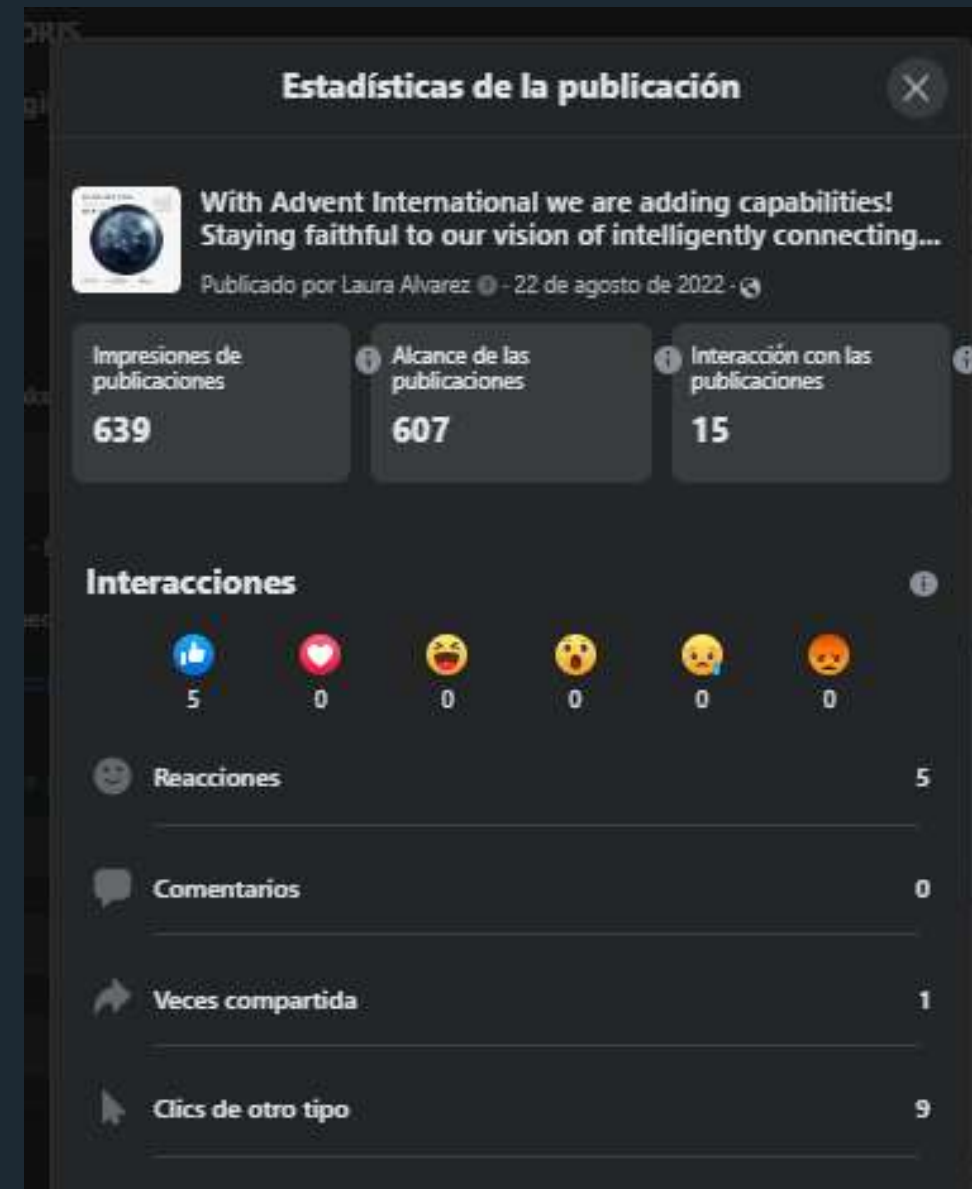 Estadísticas de la publicación
With Advent International we are adding capabilities!
Staying faithful to our vision of intelligently connecting...
Publicado por Laura Alvarez - 22 de agosto de 2022 -
Impresiones de publicaciones
639
Alcance de las publicaciones
607
Interacción con las publicaciones
15
Interacciones
5 0 0 0 0 0
Reacciones 5
Comentarios 0
Veces compartida 1
Clics de otro tipo 9